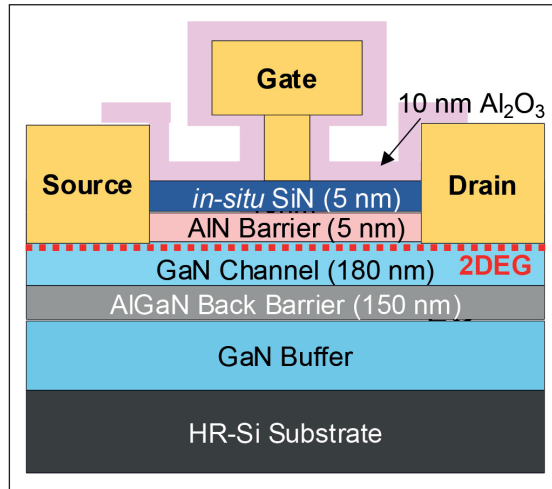 Gate
10 nm Al₂O₃
Source
Drain
in-situ SiN (5 nm)
AlN Barrier (5 nm)
2DEG
GaN Channel (180 nm)
AlGaN Back Barrier (150 nm)
GaN Buffer
HR-Si Substrate